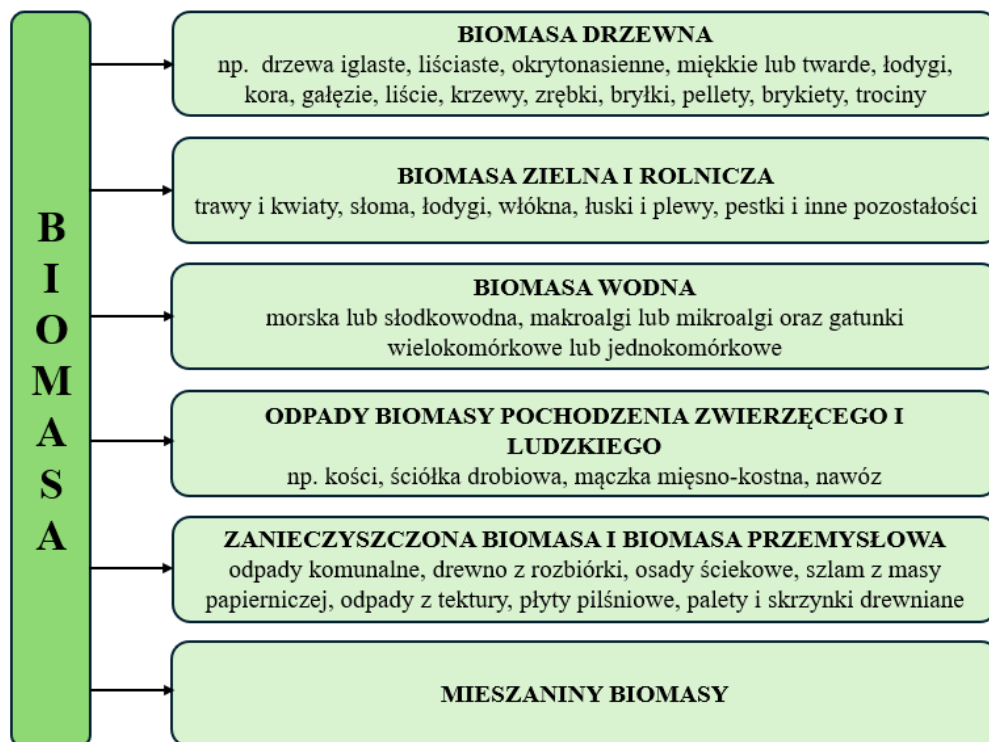 BIOMASA
BIOMASA DRZEWNA
np. drzewa iglaste, liściaste, okrytonasienne, miękkie lub twarde, łodygi,
kora, gałęzie, liście, krzewy, zrębki, bryłki, pellety, brykiety, trociny
BIOMASA ZIELNA I ROLNICZA
trawy i kwiaty, słoma, łodygi, włókna, łuski i plewy, pestki i inne pozostałości
BIOMASA WODNA
morska lub słodkowodna, makroalgi lub mikroalgi oraz gatunki
wielokomórkowe lub jednokomórkowe
ODPADY BIOMASY POCHODZENIA ZWIERZĘCEGO I
LUDZKIEGO
np. kości, ściółka drobiowa, mączka mięsno-kostna, nawóz
ZANIECZYSZCZONA BIOMASA I BIOMASA PRZEMYSŁOWA
odpady komunalne, drewno z rozbiórki, osady ściekowe, szlam z masy
papierniczej, odpady z tektury, płyty pilśniowe, palety i skrzynki drewniane
MIESZANINY BIOMASY